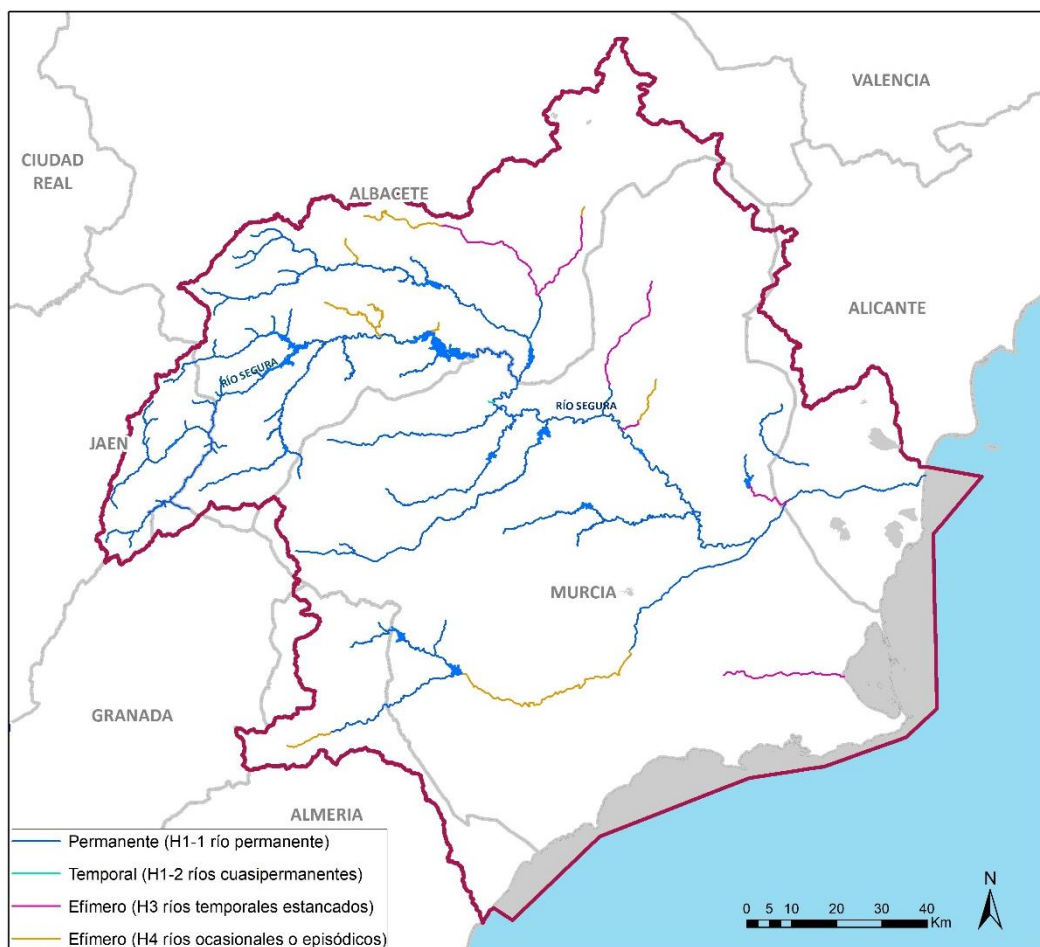 VALENCIA
CIUDAD
REAL
ALBACETE
ALICANTE
RÍO SEGURA
RÍO SEGURA
JAEN
MURCIA
GRANADA
ALMERIA
Permanente (H1-1 río permanente)
Temporal (H1-2 ríos cuasipermanentes)
Efímero (H3 ríos temporales estancados)
Efímero (H4 ríos ocasionales o episódicos)
N
0 5 10 20 30 40
Km